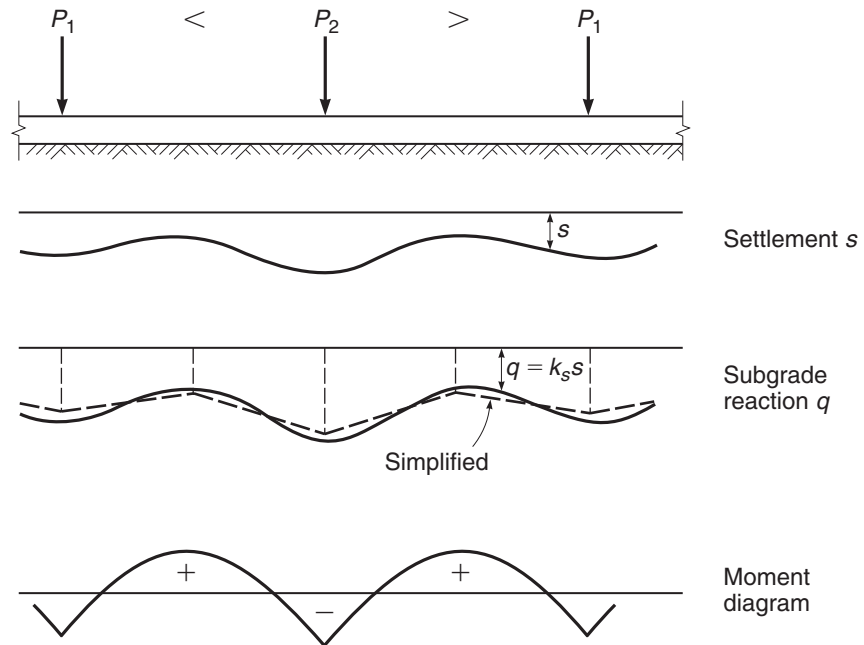 P₁ < P₂ > P₁
s
Settlement s
q = kₛs
Subgrade
reaction q
Simplified
+ +
−
Moment
diagram